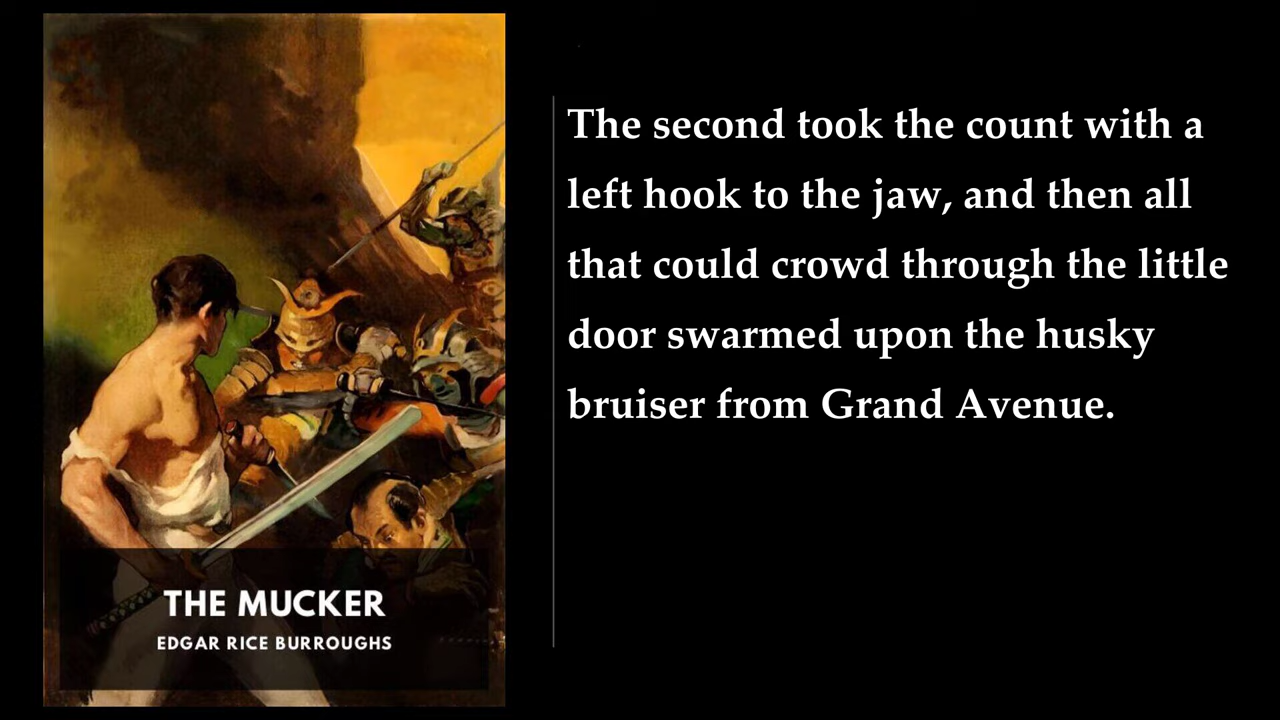 THE MUCKER
EDGAR RICE BURROUGHS
The second took the count with a
left hook to the jaw, and then all
that could crowd through the little
door swarmed upon the husky
bruiser from Grand Avenue.